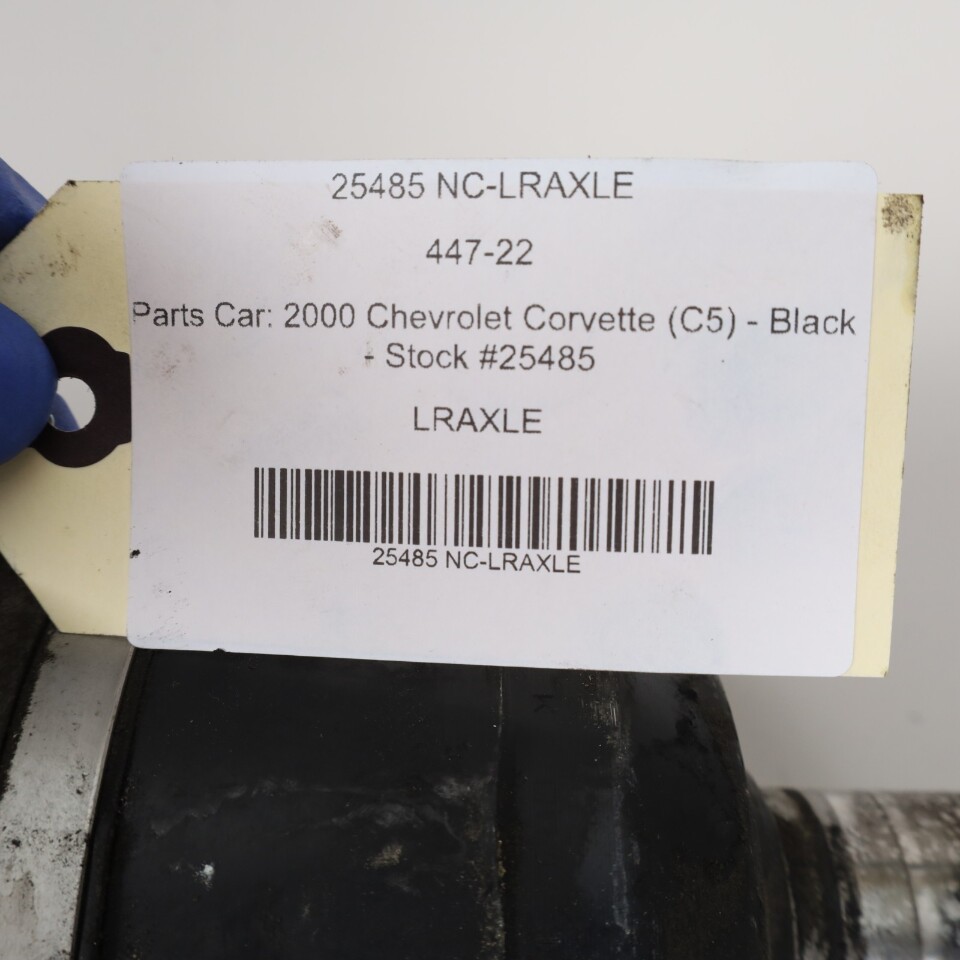 25485 NC-LRAXLE
447-22
Parts Car: 2000 Chevrolet Corvette (C5) - Black
- Stock #25485
LRAXLE
25485 NC-LRAXLE
K